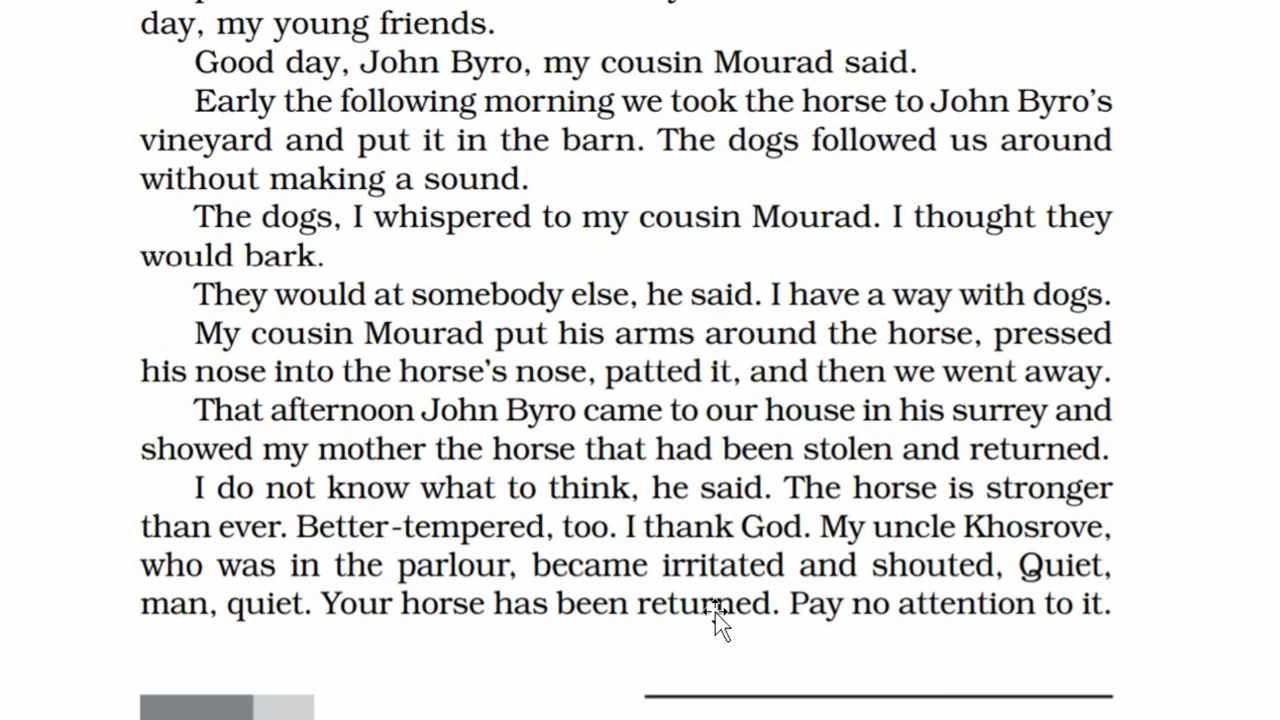 day, my young friends.
Good day, John Byro, my cousin Mourad said.
Early the following morning we took the horse to John Byro's
vineyard and put it in the barn. The dogs followed us around
without making a sound.
The dogs, I whispered to my cousin Mourad. I thought they
would bark.
They would at somebody else, he said. I have a way with dogs.
My cousin Mourad put his arms around the horse, pressed
his nose into the horse's nose, patted it, and then we went away.
That afternoon John Byro came to our house in his surrey and
showed my mother the horse that had been stolen and returned.
I do not know what to think, he said. The horse is stronger
than ever. Better-tempered, too. I thank God. My uncle Khosrove,
who was in the parlour, became irritated and shouted, Quiet,
man, quiet. Your horse has been returned. Pay no attention to it.